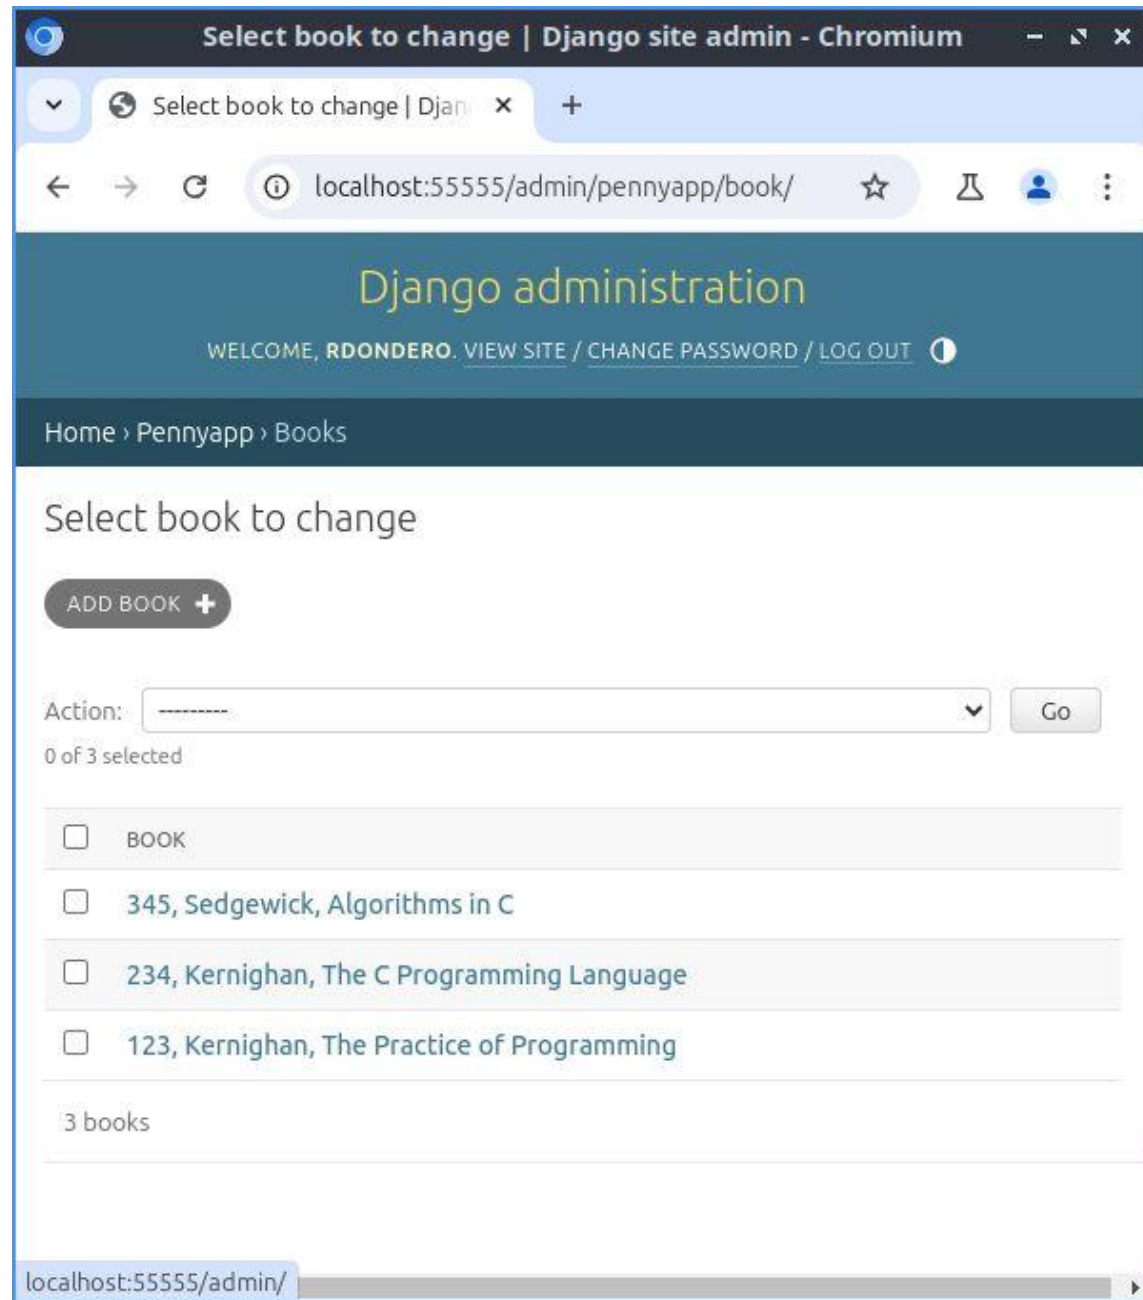 Select book to change | Django site admin - Chromium
Select book to change | Djan
localhost:55555/admin/pennyapp/book/
Django administration
WELCOME, RDONDERO. VIEW SITE / CHANGE PASSWORD / LOG OUT
Home › Pennyapp › Books
Select book to change
ADD BOOK +
Action: --------- Go
0 of 3 selected
BOOK
345, Sedgewick, Algorithms in C
234, Kernighan, The C Programming Language
123, Kernighan, The Practice of Programming
3 books
localhost:55555/admin/